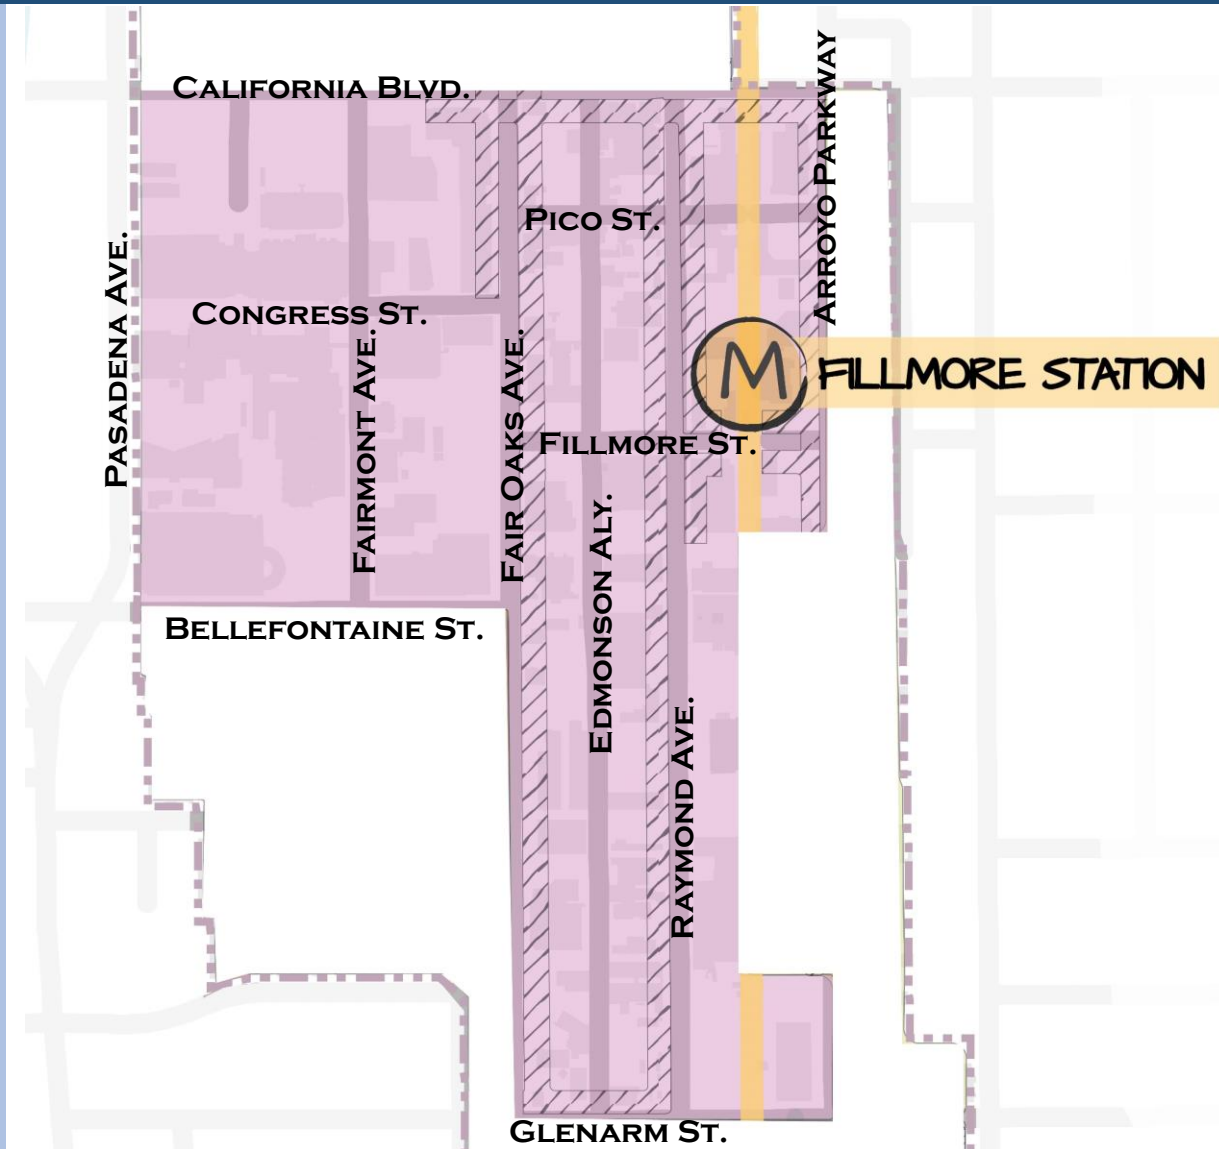 CALIFORNIA BLVD.
ARROYO PARKWAY
PICO ST.
PASADENA AVE.
CONGRESS ST.
FAIRMONT AVE.
FAIR OAKS AVE.
M FILLMORE STATION
FILLMORE ST.
EDMONSON ALY.
BELLEFONTAINE ST.
RAYMOND AVE.
GLENARM ST.